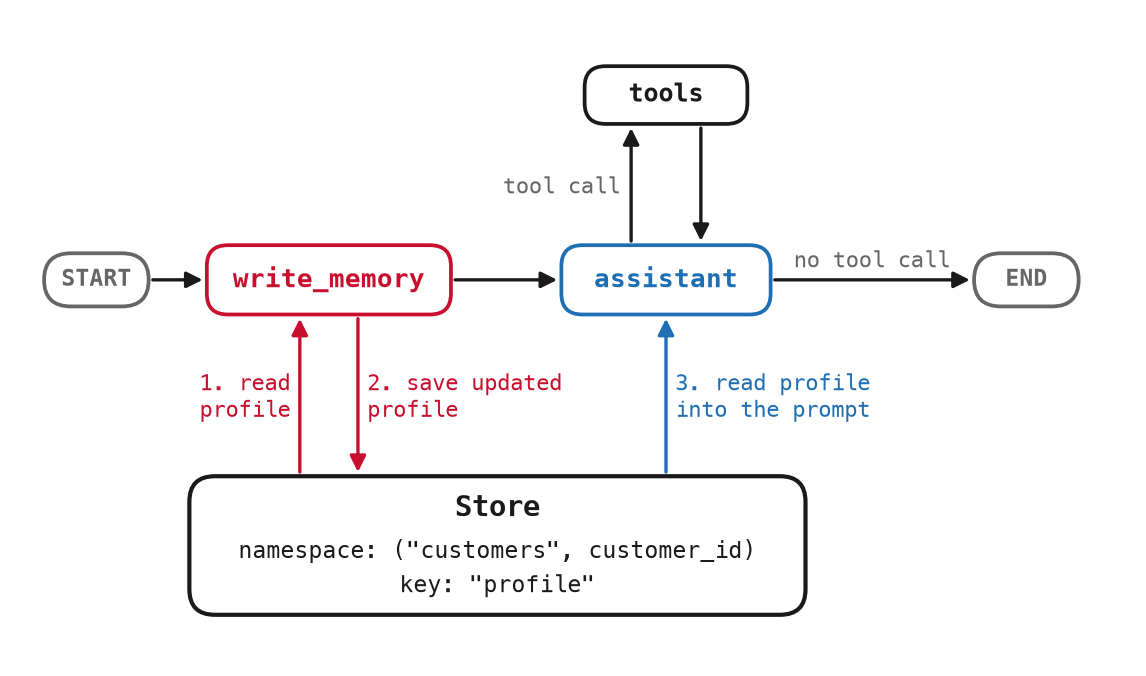 tools
tool call
START
write_memory
assistant
no tool call
END
1. read
profile
2. save updated
profile
3. read profile
into the prompt
Store
namespace: ("customers", customer_id)
key: "profile"